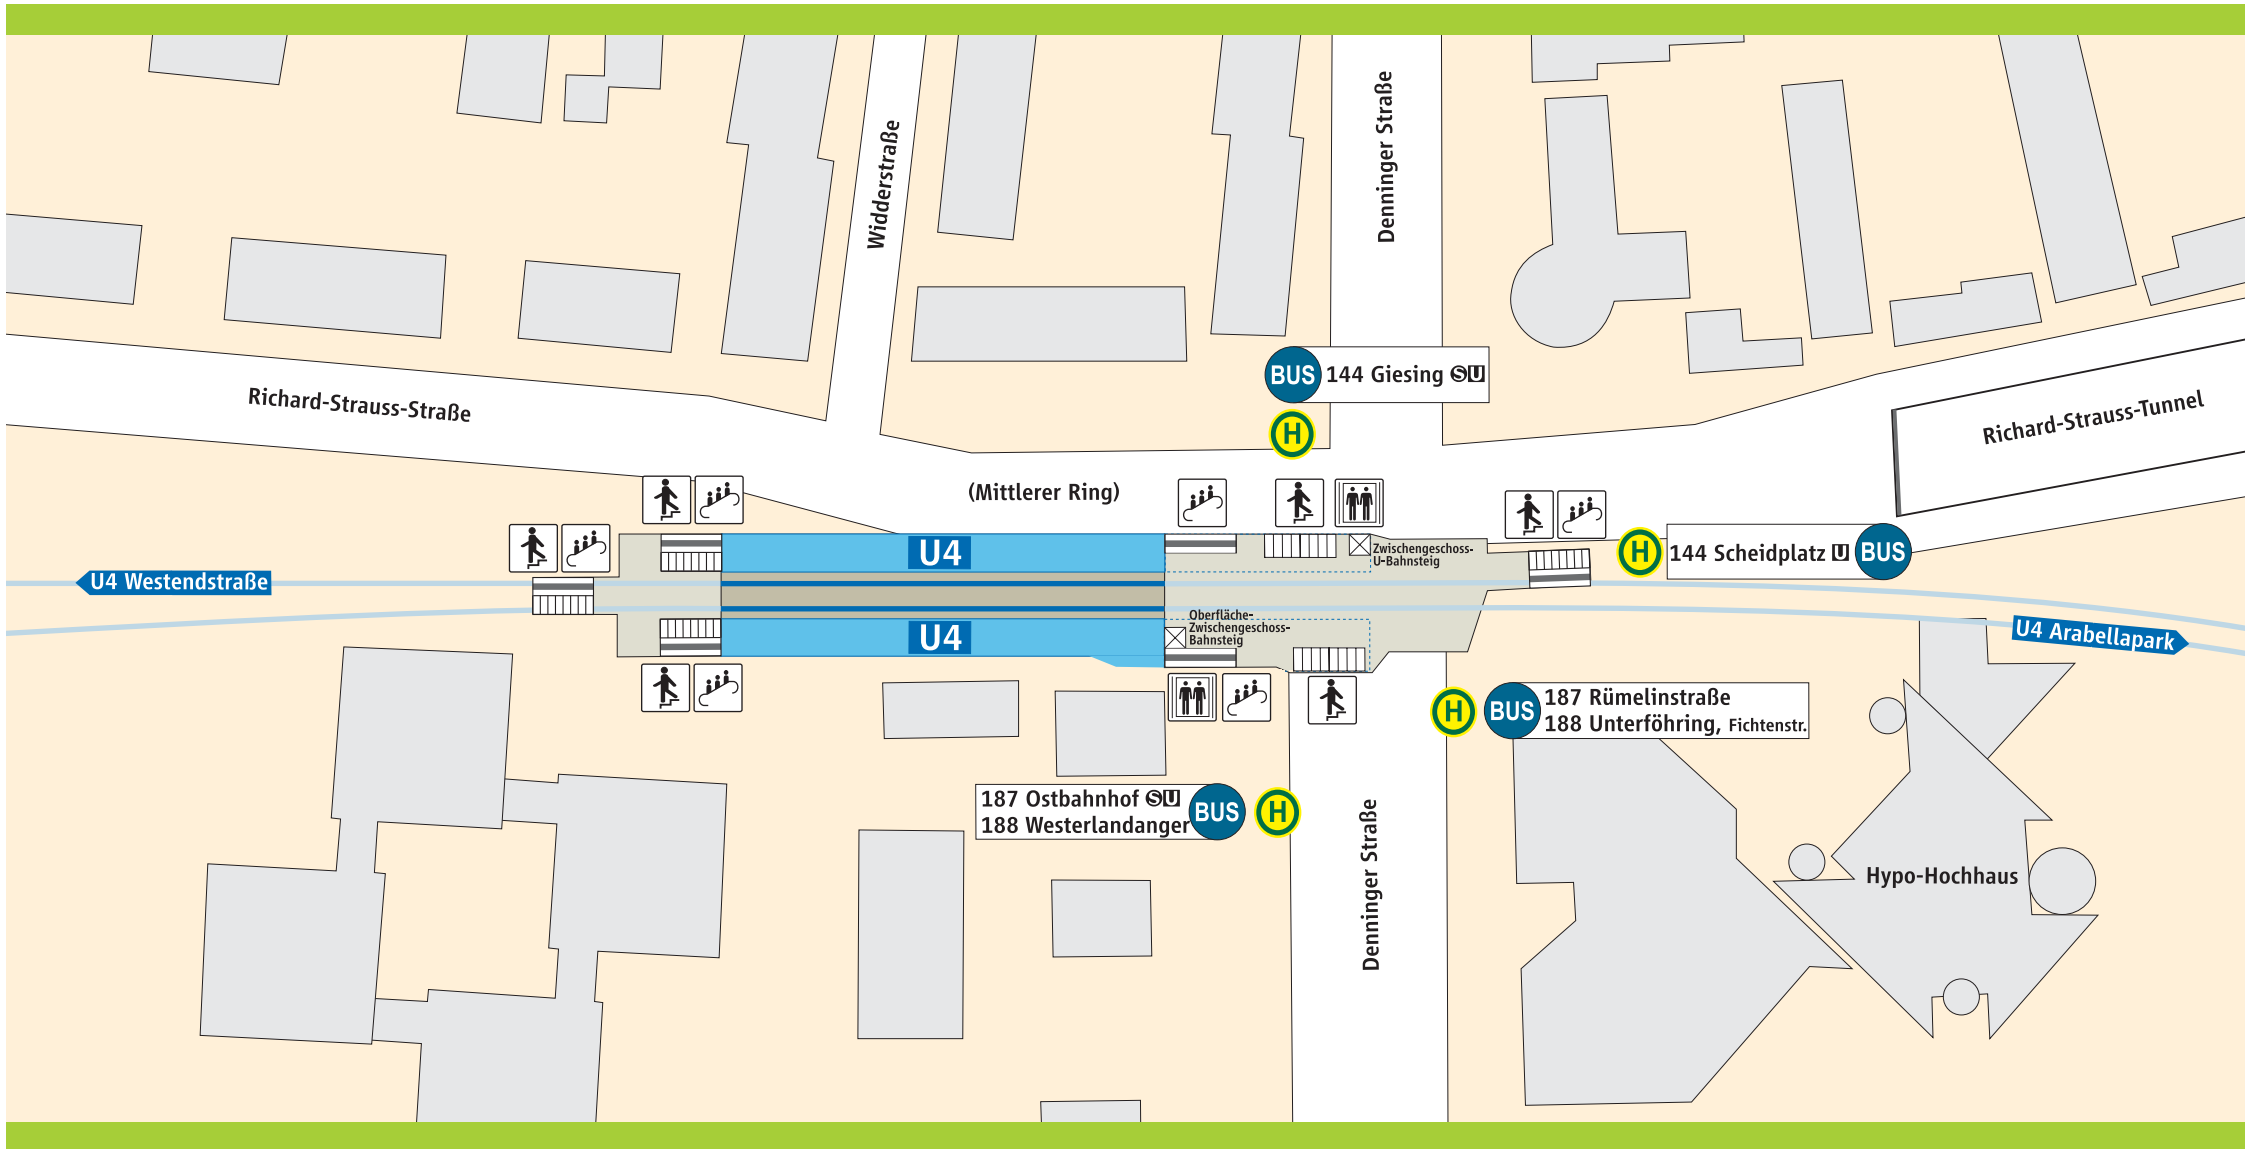 Widderstraße
Denninger Straße
BUS 144 Giesing S U
H
Richard-Strauss-Straße
Richard-Strauss-Tunnel
(Mittlerer Ring)
U4
Zwischengeschoss-
U-Bahnsteig
H 144 Scheidplatz U BUS
U4 Westendstraße
Oberfläche-
Zwischengeschoss-
Bahnsteig
U4
U4 Arabellapark
H BUS 187 Rümelinstraße
188 Unterföhring, Fichtenstr.
187 Ostbahnhof S U
188 Westerlandanger
BUS H
Denninger Straße
Hypo-Hochhaus